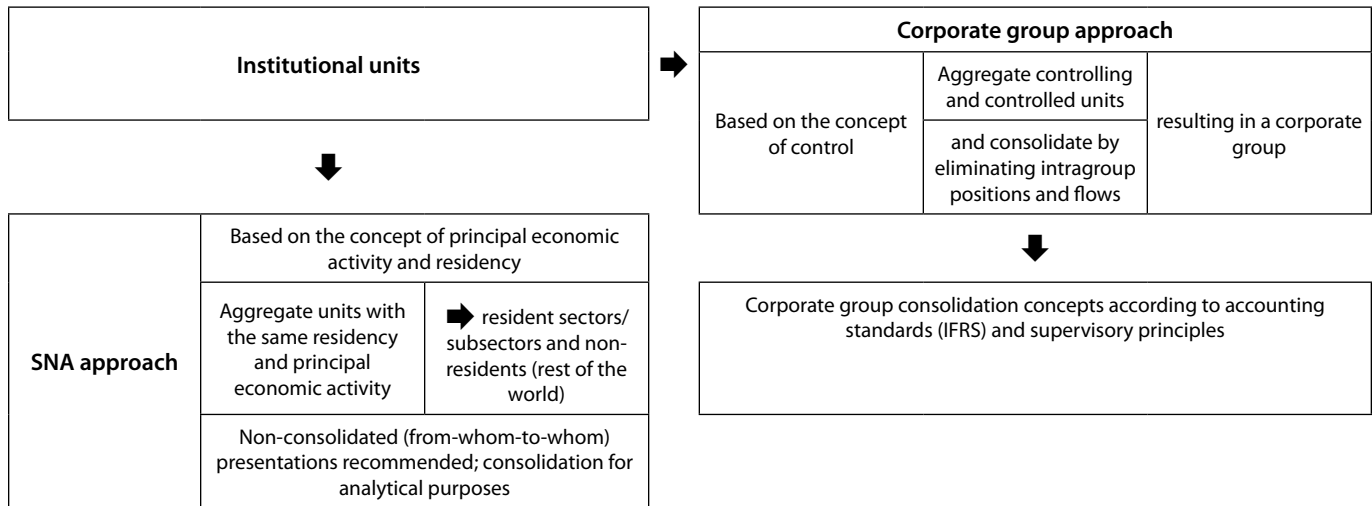 Institutional units
Corporate group approach
Based on the concept
of control
Aggregate controlling
and controlled units
and consolidate by
eliminating intragroup
positions and flows
resulting in a corporate
group
SNA approach
Based on the concept of principal economic
activity and residency
Aggregate units with
the same residency
and principal
economic activity
resident sectors/
subsectors and non-
residents (rest of the
world)
Non-consolidated (from-whom-to-whom)
presentations recommended; consolidation for
analytical purposes
Corporate group consolidation concepts according to accounting
standards (IFRS) and supervisory principles